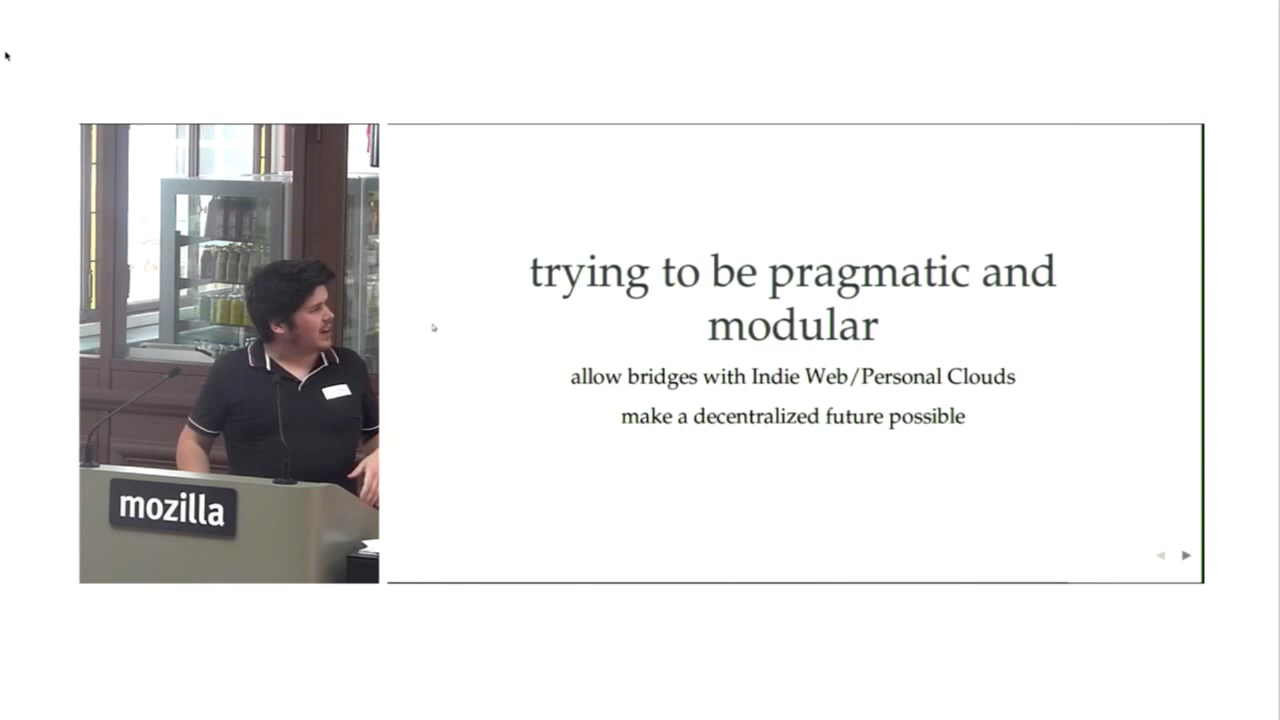 trying to be pragmatic and
modular
allow bridges with Indie Web/Personal Clouds
make a decentralized future possible
mozilla